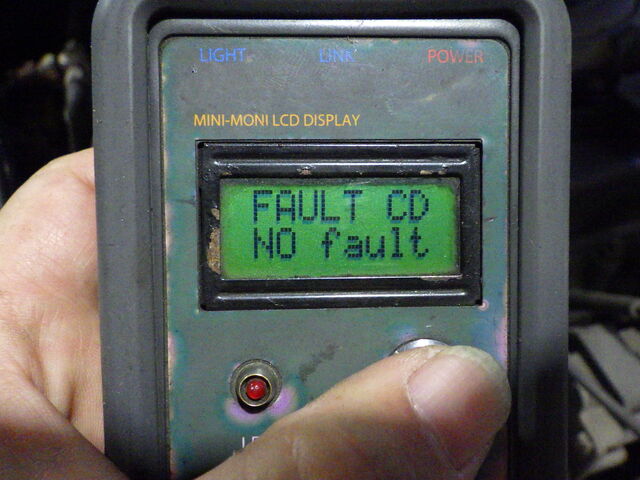 LIGHT LINK POWER
MINI-MONI LCD DISPLAY
FAULT CD
NO fault